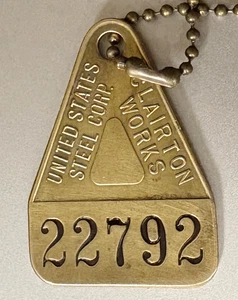 UNITED STATES
STEEL CORP.
CLAIRTON
WORKS
22792